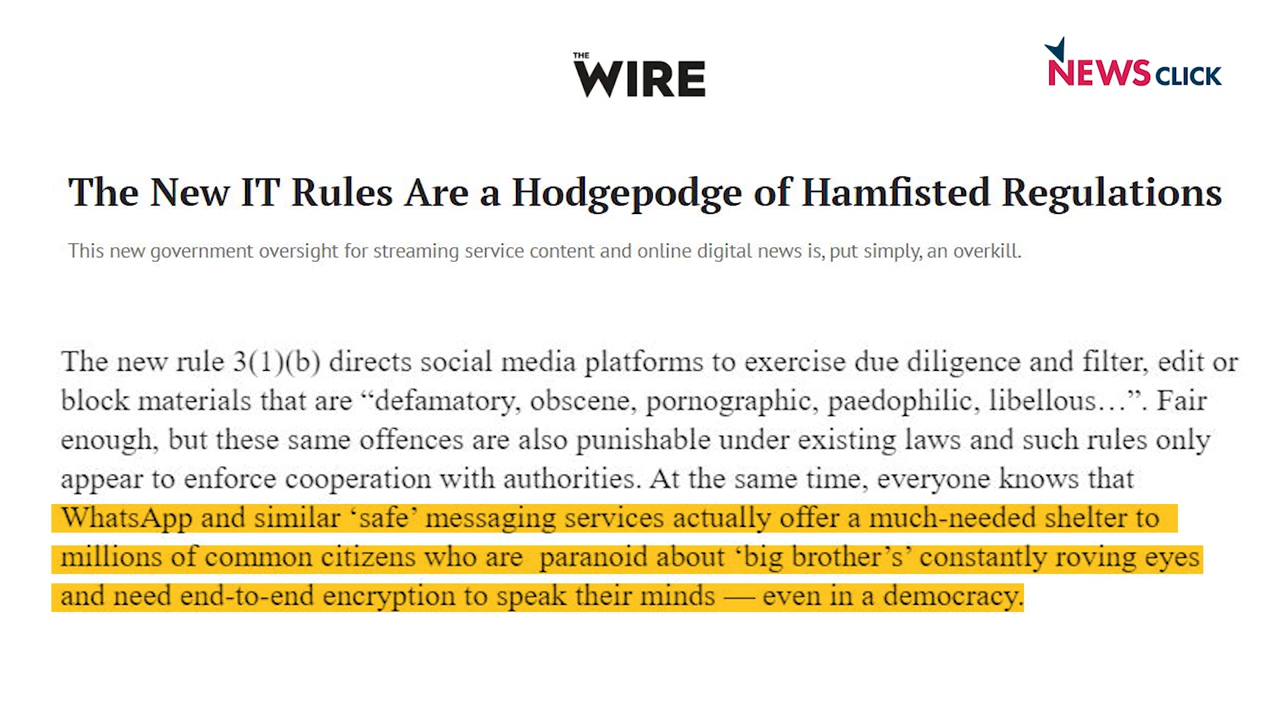 THE
WIRE
NEWS CLICK
The New IT Rules Are a Hodgepodge of Hamfisted Regulations
This new government oversight for streaming service content and online digital news is, put simply, an overkill.
The new rule 3(1)(b) directs social media platforms to exercise due diligence and filter, edit or
block materials that are “defamatory, obscene, pornographic, paedophilic, libellous…”. Fair
enough, but these same offences are also punishable under existing laws and such rules only
appear to enforce cooperation with authorities. At the same time, everyone knows that
WhatsApp and similar ‘safe’ messaging services actually offer a much-needed shelter to
millions of common citizens who are  paranoid about ‘big brother’s’ constantly roving eyes
and need end-to-end encryption to speak their minds — even in a democracy.